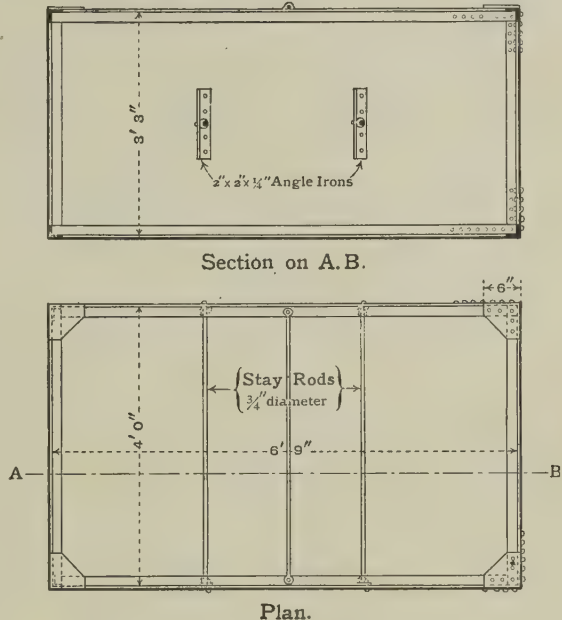 3' 3"
2" x 2" x ¼" Angle Irons
Section on A.B.
6"
Stay Rods
¾" diameter
4' 0"
6' 9"
A
B
Plan.